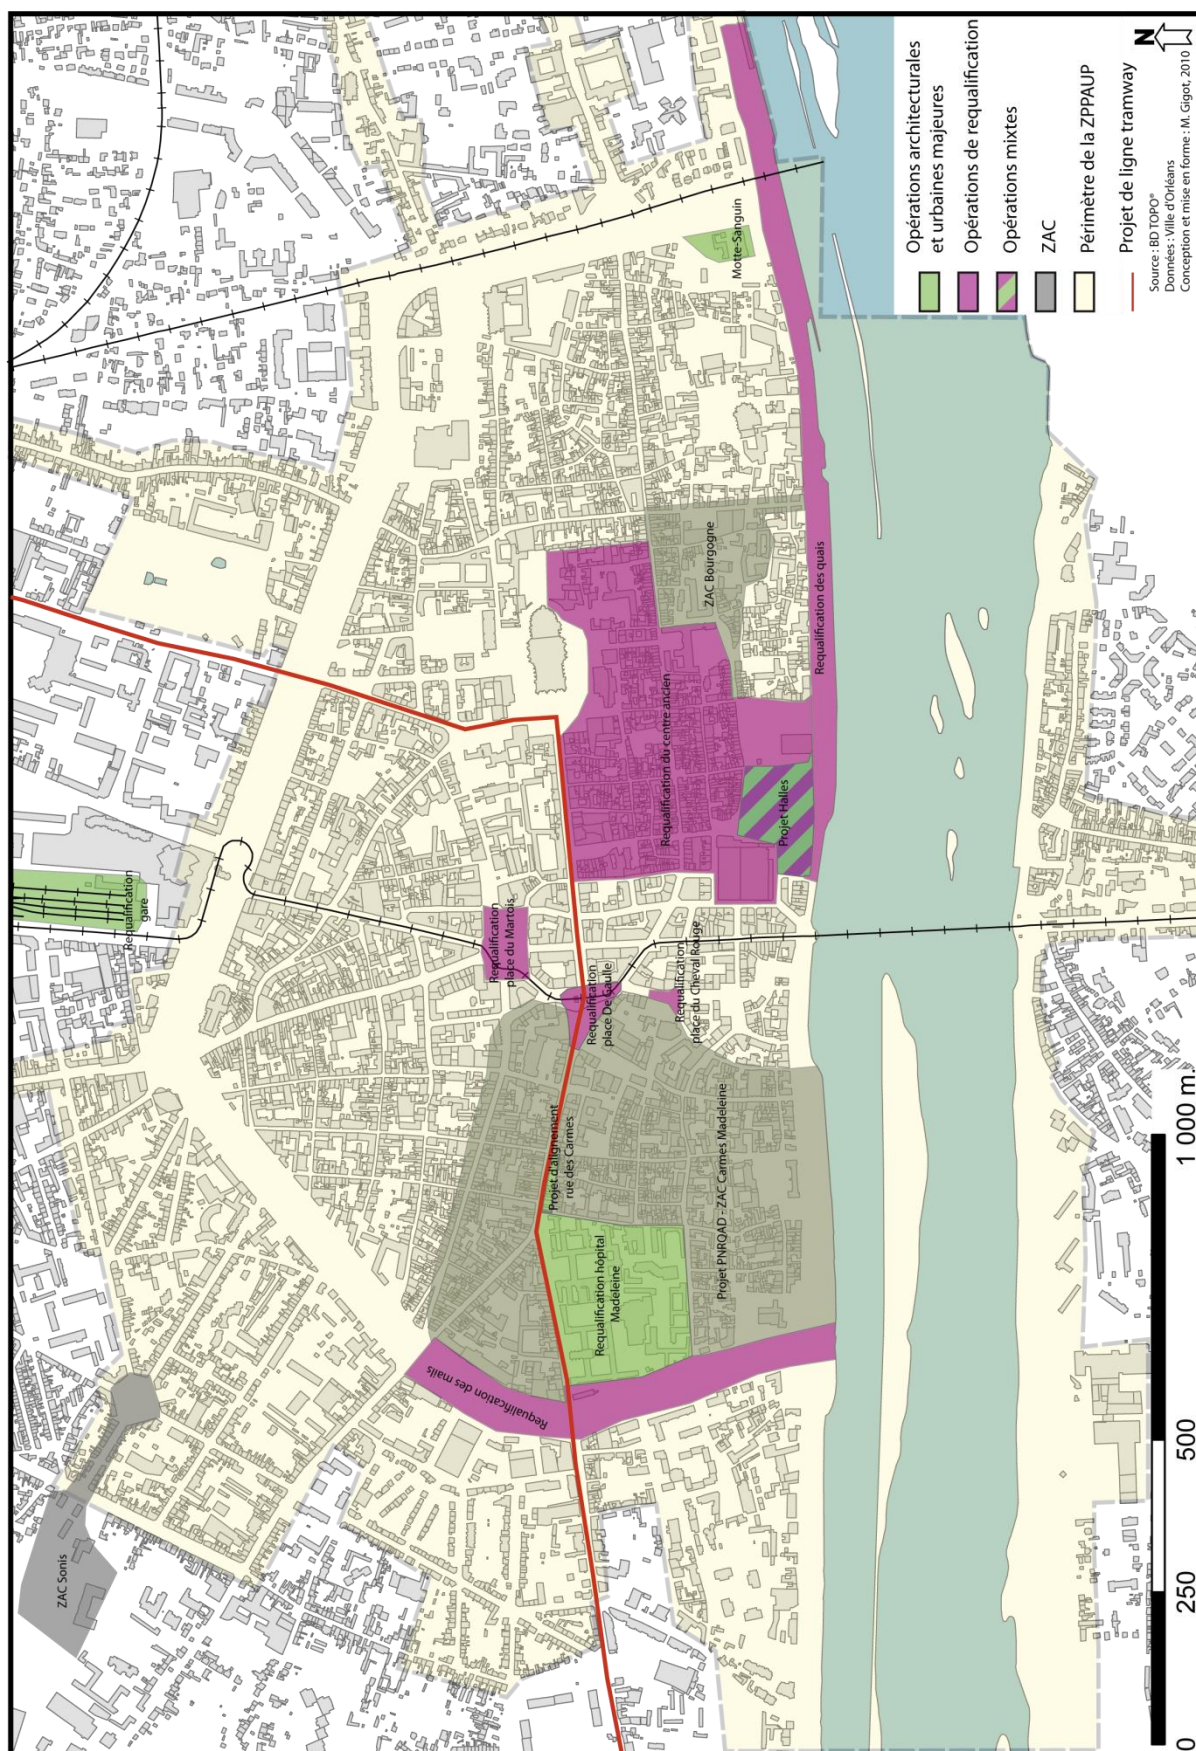 ZAC Sonis
Requalification
gare
Requalification des mails
Projet d'alignement
rue des Carmes
Requalification hôpital
Madeleine
Projet PNRQAD - ZAC Carmes Madeleine
Requalification
place du Martois
Requalification
place De Gaulle
Requalification
place du Cheval Rouge
Requalification du centre ancien
Projet Halles
ZAC Bourgogne
Requalification des quais
Motte-Sanguin
Opérations architecturales
et urbaines majeures
Opérations de requalification
Opérations mixtes
ZAC
Périmètre de la ZPPAUP
Projet de ligne tramway
Source : BD TOPO®
Données : Ville d'Orléans
Conception et mise en forme : M. Gigot, 2010
N
0 250 500 1 000 m.